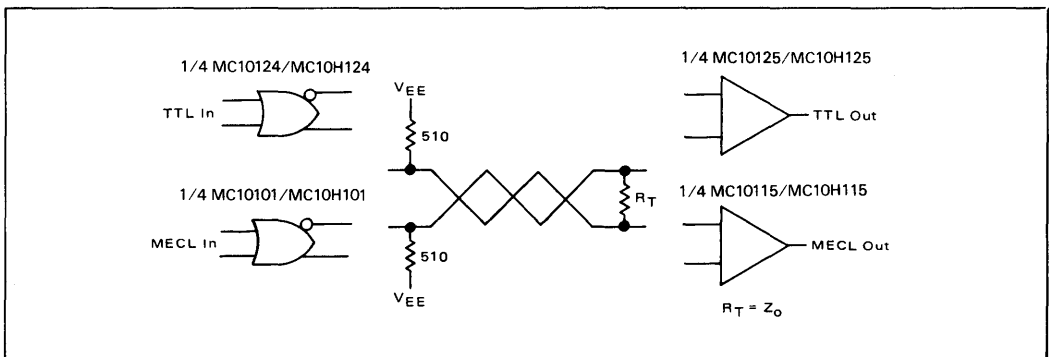 1/4 MC10124/MC10H124
TTL In
1/4 MC10101/MC10H101
MECL In
VEE
510
510
VEE
RT
1/4 MC10125/MC10H125
TTL Out
1/4 MC10115/MC10H115
MECL Out
RT = Zo